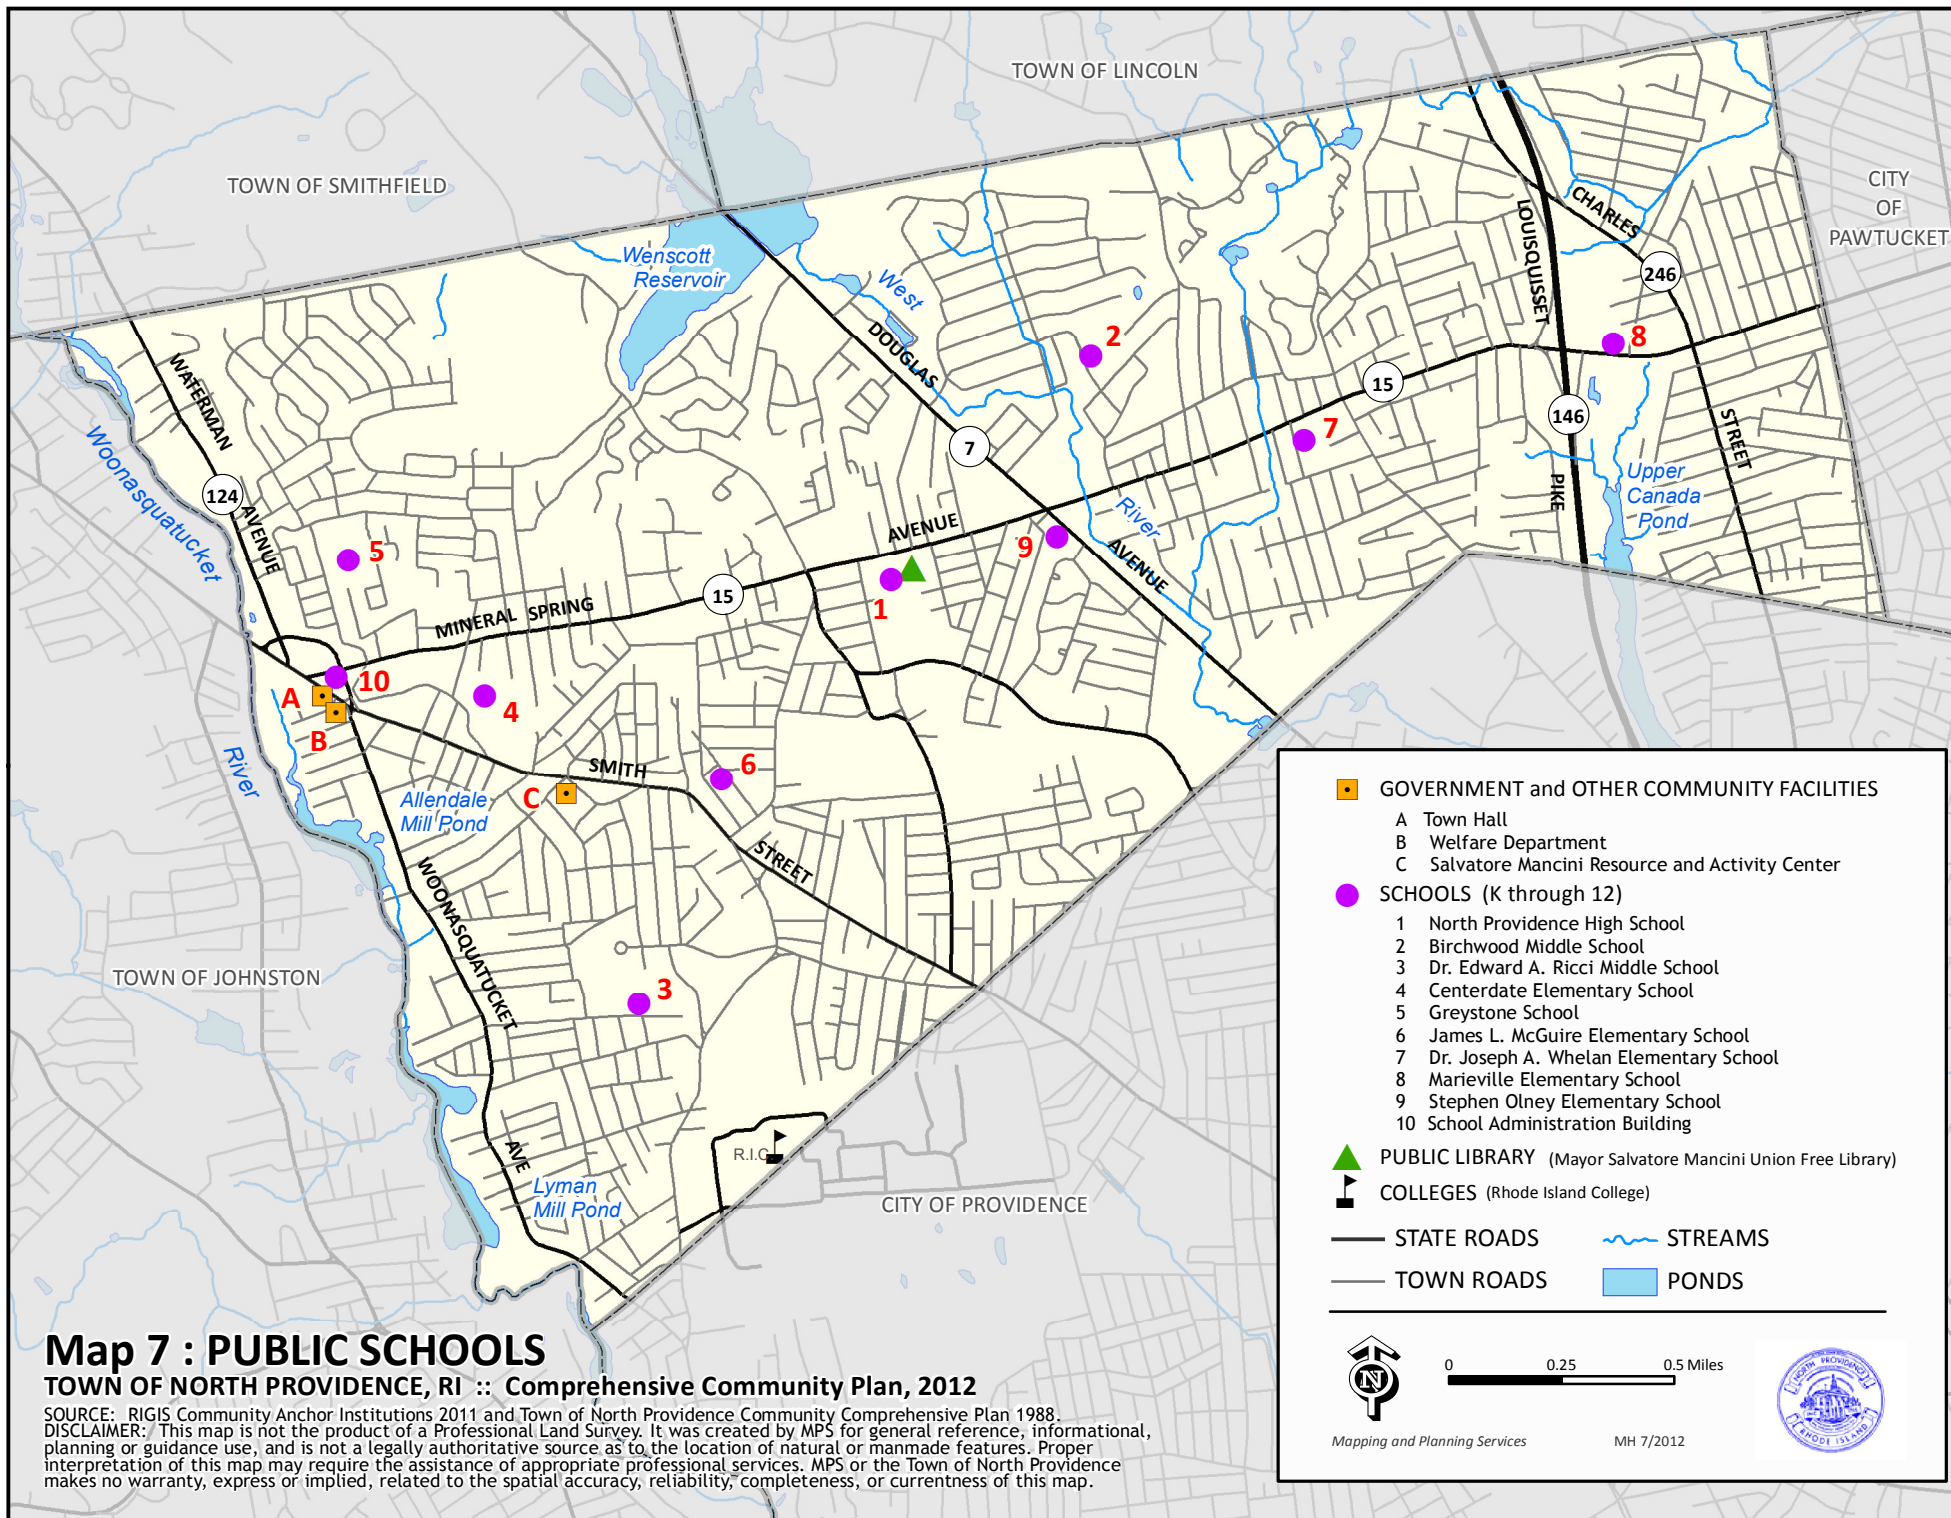 TOWN OF LINCOLN
TOWN OF SMITHFIELD
CITY
OF
PAWTUCKET
CHARLES
LOUISQUISSET
Wenscott
Reservoir
246
West
DOUGLAS
2
8
WATERMAN
15
7
146
STREET
Woonasquatucket
7
124
Upper
Canada
Pond
PIKE
River
AVENUE
AVENUE
9
AVENUE
5
15
MINERAL SPRING
1
10
A
4
B
River
SMITH
6
C
Allendale
Mill Pond
STREET
WOONASQUATUCKET
TOWN OF JOHNSTON
3
R.I.C
AVE
Lyman
Mill Pond
CITY OF PROVIDENCE
GOVERNMENT and OTHER COMMUNITY FACILITIES
A Town Hall
B Welfare Department
C Salvatore Mancini Resource and Activity Center
SCHOOLS (K through 12)
1 North Providence High School
2 Birchwood Middle School
3 Dr. Edward A. Ricci Middle School
4 Centerdate Elementary School
5 Greystone School
6 James L. McGuire Elementary School
7 Dr. Joseph A. Whelan Elementary School
8 Marieville Elementary School
9 Stephen Olney Elementary School
10 School Administration Building
PUBLIC LIBRARY (Mayor Salvatore Mancini Union Free Library)
COLLEGES (Rhode Island College)
STATE ROADS STREAMS
TOWN ROADS PONDS
N
0 0.25 0.5 Miles
Mapping and Planning Services MH 7/2012
NORTH PROVIDENCE
RHODE ISLAND
Map 7 : PUBLIC SCHOOLS
TOWN OF NORTH PROVIDENCE, RI :: Comprehensive Community Plan, 2012
SOURCE: RIGIS Community Anchor Institutions 2011 and Town of North Providence Community Comprehensive Plan 1988.
DISCLAIMER: This map is not the product of a Professional Land Survey. It was created by MPS for general reference, informational,
planning or guidance use, and is not a legally authoritative source as to the location of natural or manmade features. Proper
interpretation of this map may require the assistance of appropriate professional services. MPS or the Town of North Providence
makes no warranty, express or implied, related to the spatial accuracy, reliability, completeness, or currentness of this map.